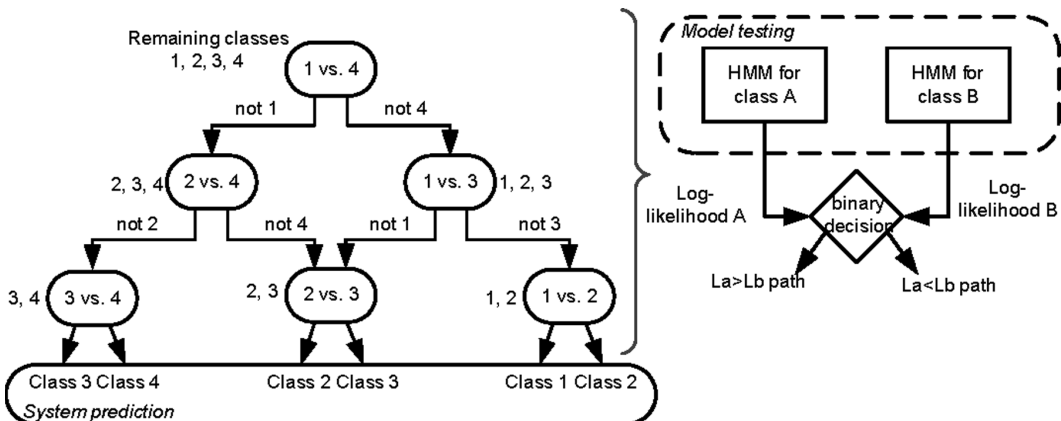 Remaining classes
1, 2, 3, 4
1 vs. 4
not 1
not 4
2, 3, 4
2 vs. 4
1 vs. 3
1, 2, 3
not 2
not 4
not 1
not 3
3, 4
3 vs. 4
2, 3
2 vs. 3
1, 2
1 vs. 2
Class 3 Class 4
Class 2 Class 3
Class 1 Class 2
System prediction
Model testing
HMM for
class A
HMM for
class B
Log-
likelihood A
binary
decision
Log-
likelihood B
La>Lb path
La<Lb path